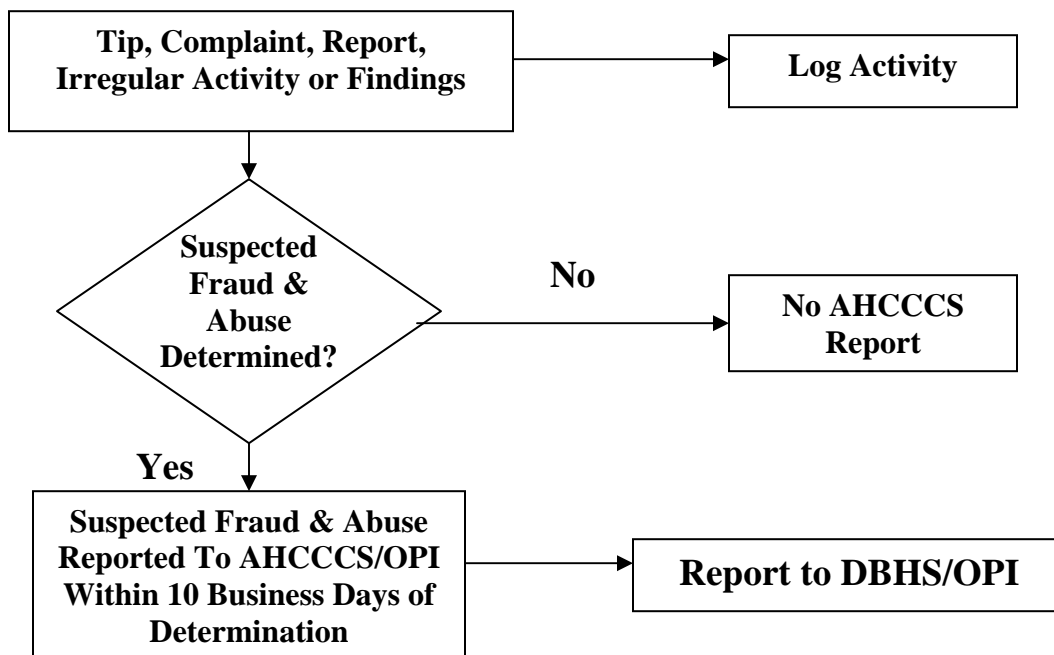 Tip, Complaint, Report,
Irregular Activity or Findings
Log Activity
Suspected
Fraud &
Abuse
Determined?
No
No AHCCCS
Report
Yes
Suspected Fraud & Abuse
Reported To AHCCCS/OPI
Within 10 Business Days of
Determination
Report to DBHS/OPI